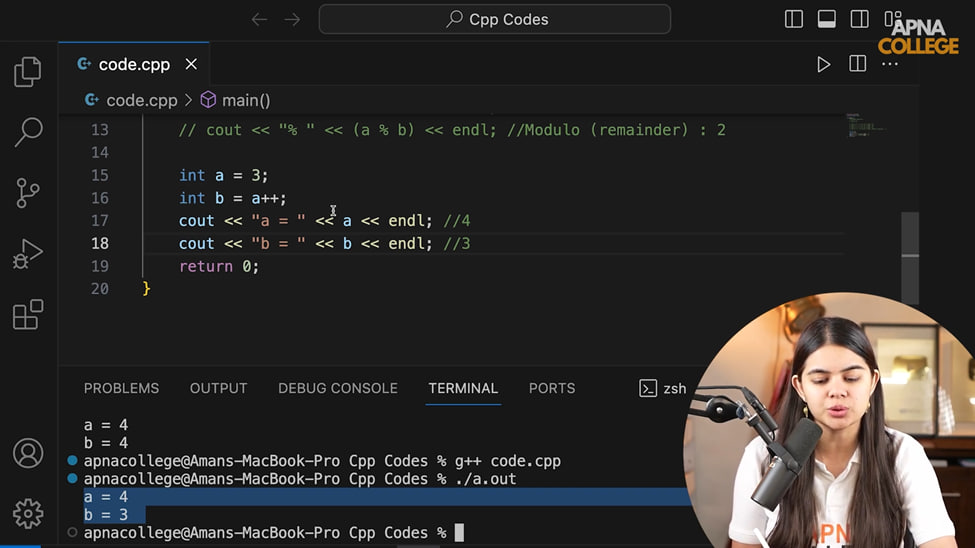 Cpp Codes
APNA
COLLEGE
code.cpp
code.cpp > main()
13 // cout << "% " << (a % b) << endl; //Modulo (remainder) : 2
14
15 int a = 3;
16 int b = a++;
17 cout << "a = " << a << endl; //4
18 cout << "b = " << b << endl; //3
19 return 0;
20 }
PROBLEMS OUTPUT DEBUG CONSOLE TERMINAL PORTS zsh
a = 4
b = 4
apnacollege@Amans-MacBook-Pro Cpp Codes % g++ code.cpp
apnacollege@Amans-MacBook-Pro Cpp Codes % ./a.out
a = 4
b = 3
apnacollege@Amans-MacBook-Pro Cpp Codes %